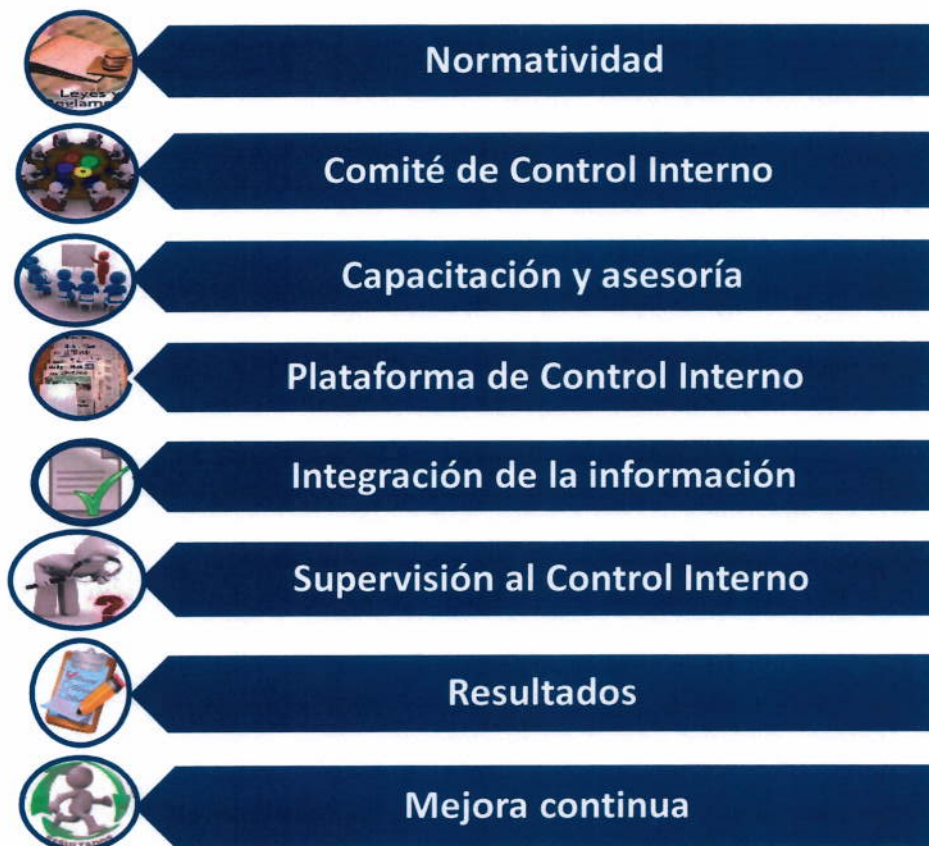 Leyes y
Normatividad
Comité de Control Interno
Capacitación y asesoría
Plataforma de Control Interno
Integración de la información
Supervisión al Control Interno
Resultados
Mejora continua